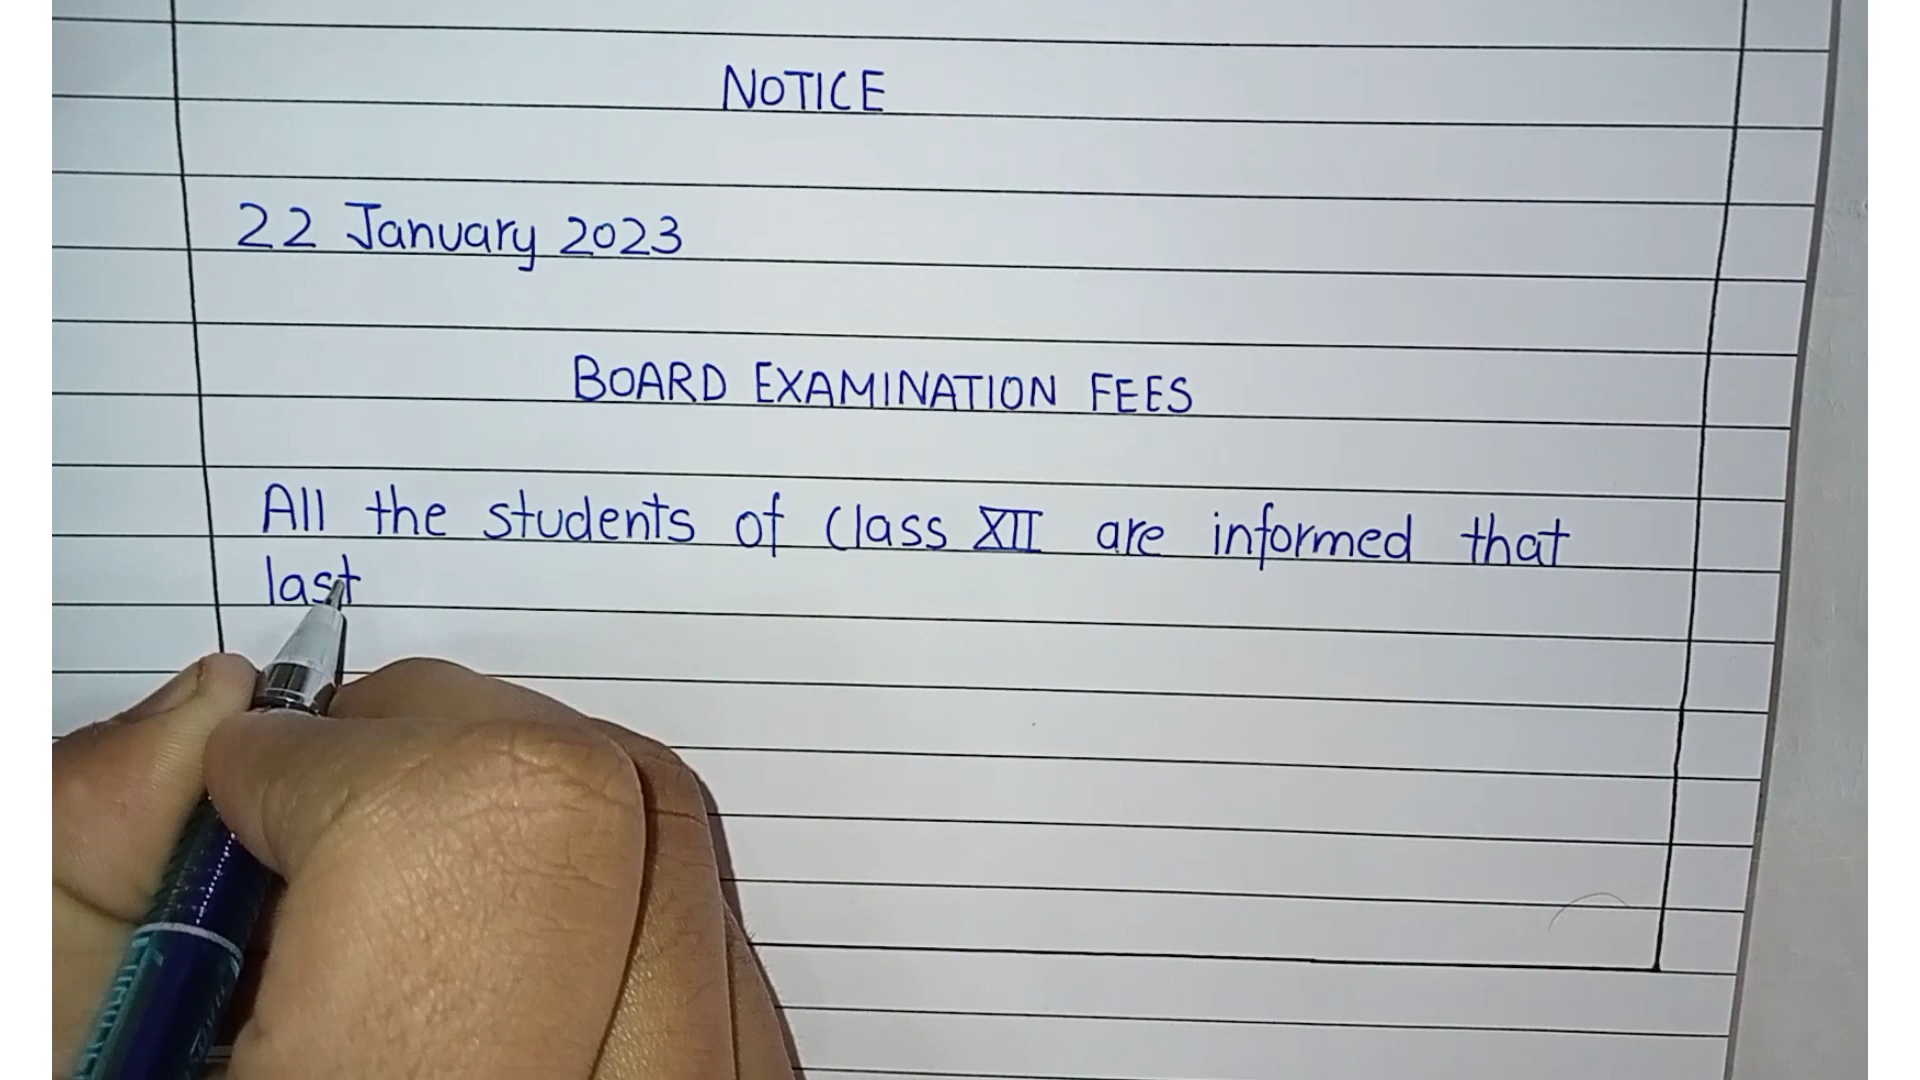 NOTICE
22 January 2023
BOARD EXAMINATION FEES
All the students of Class XII are informed that
last